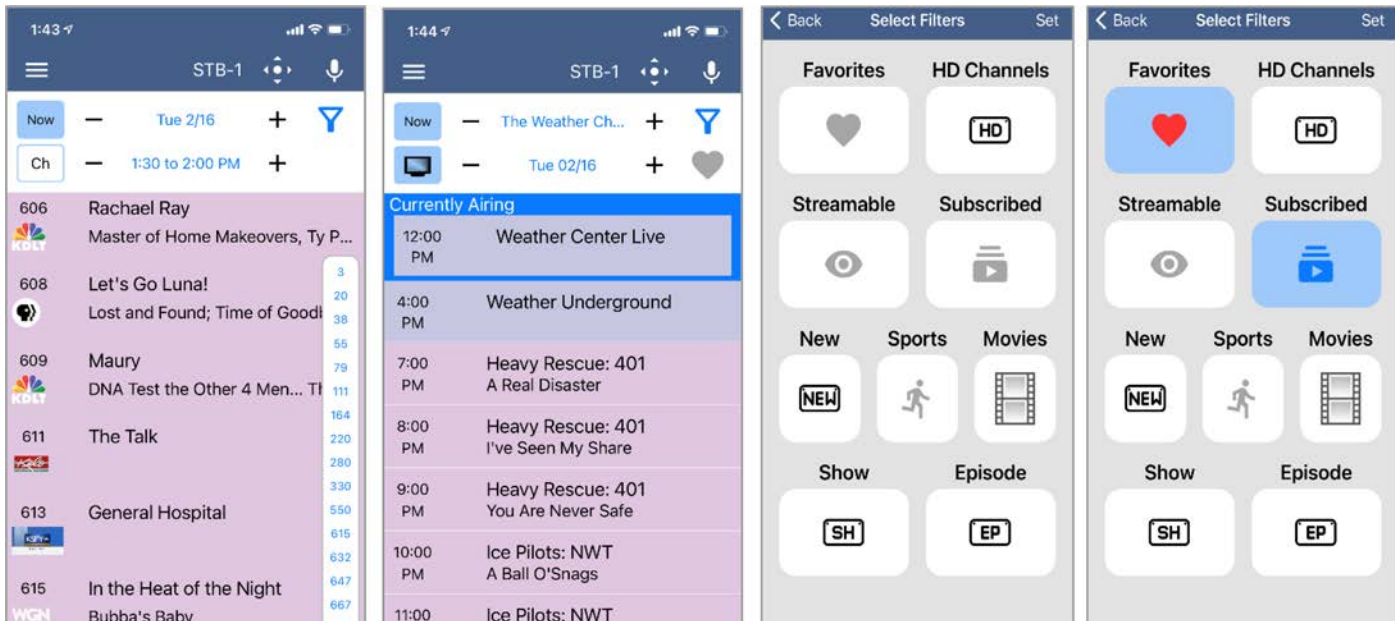 1:43
STB-1
Now
Tue 2/16
Ch
1:30 to 2:00 PM
606
Rachael Ray
KDLT
Master of Home Makeovers, Ty P...
608
Let's Go Luna!
Lost and Found; Time of Goodb
609
Maury
KDLT
DNA Test the Other 4 Men... Th
611
The Talk
613
General Hospital
615
In the Heat of the Night
WGN
Bubba's Baby
3
20
38
55
79
111
164
220
280
330
550
615
632
647
667
1:44
STB-1
Now
The Weather Ch...
Tue 02/16
Currently Airing
12:00 PM
Weather Center Live
4:00 PM
Weather Underground
7:00 PM
Heavy Rescue: 401
A Real Disaster
8:00 PM
Heavy Rescue: 401
I've Seen My Share
9:00 PM
Heavy Rescue: 401
You Are Never Safe
10:00 PM
Ice Pilots: NWT
A Ball O'Snags
11:00
Ice Pilots: NWT
Back Select Filters Set
Favorites HD Channels
HD
Streamable Subscribed
New Sports Movies
NEW
Show Episode
SH EP
Back Select Filters Set
Favorites HD Channels
HD
Streamable Subscribed
New Sports Movies
NEW
Show Episode
SH EP